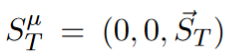 $S_T^\mu = (0, 0, \vec{S}_T)$